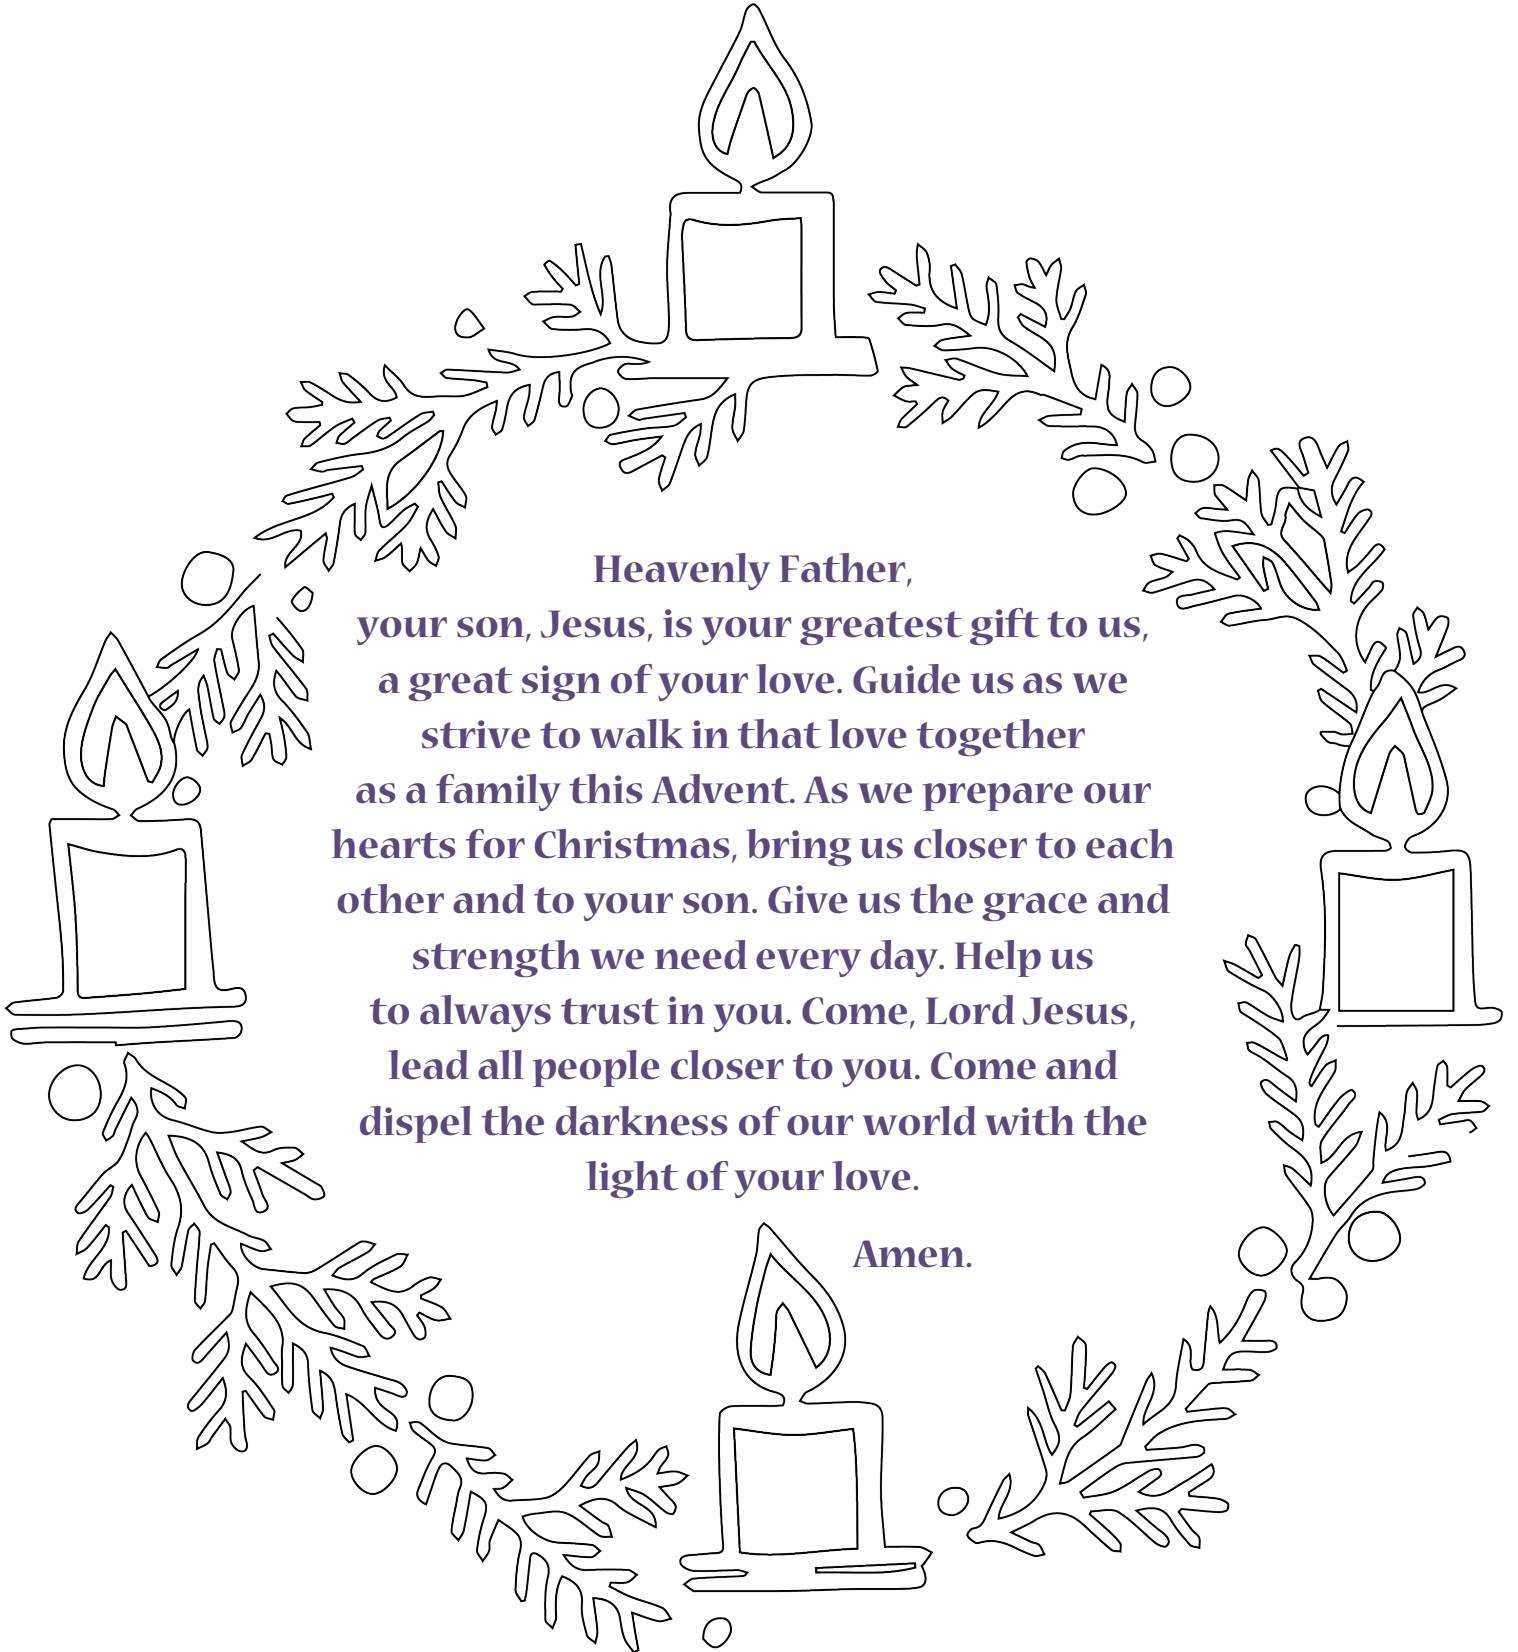 Heavenly Father,
your son, Jesus, is your greatest gift to us,
a great sign of your love. Guide us as we
strive to walk in that love together
as a family this Advent. As we prepare our
hearts for Christmas, bring us closer to each
other and to your son. Give us the grace and
strength we need every day. Help us
to always trust in you. Come, Lord Jesus,
lead all people closer to you. Come and
dispel the darkness of our world with the
light of your love.
Amen.